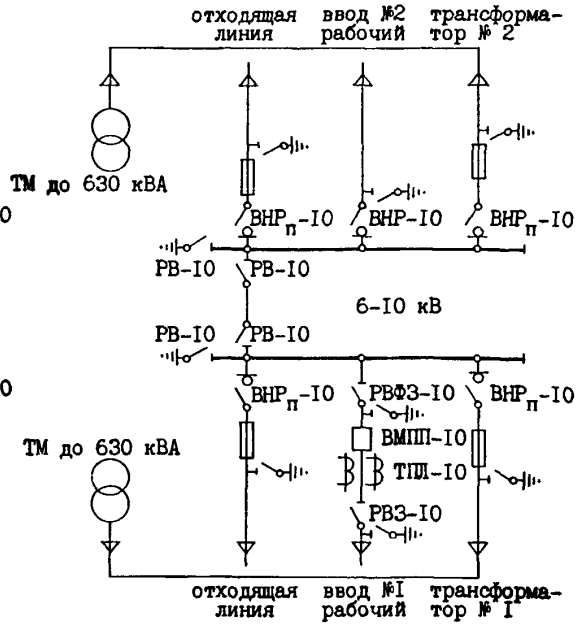 отходящая ввод №2 трансформа-
линия рабочий тор № 2
ТМ до 630 кВА
0
ВНРп-10 ВНР-10 ВНРп-10
РВ-10 РВ-10
6-10 кВ
РВ-10 РВ-10
0
ВНРп-10 РВФЗ-10 ВНРп-10
ВМПП-10
ТМ до 630 кВА
ТПЛ-10
РВЗ-10
отходящая ввод №I трансформа-
линия рабочий тор № I